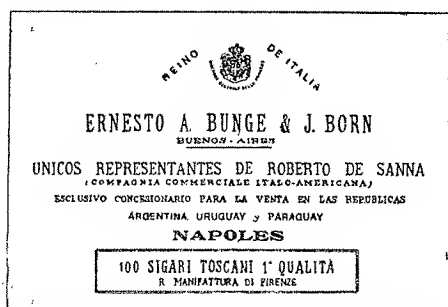 REINO DE ITALIA
ERNESTO A. BUNGE & J. BORN
BUENOS-AIRES
UNICOS REPRESENTANTES DE ROBERTO DE SANNA
(COMPAGNIA COMMERCIALE ITALO-AMERICANA)
ESCLUSIVO CONCESIONARIO PARA LA VENTA EN LAS REPÚBLICAS
ARGENTINA, URUGUAY y PARAGUAY
NAPOLES
100 SIGARI TOSCANI 1ª QUALITÀ
R. MANIFATTURA DI FIRENZE